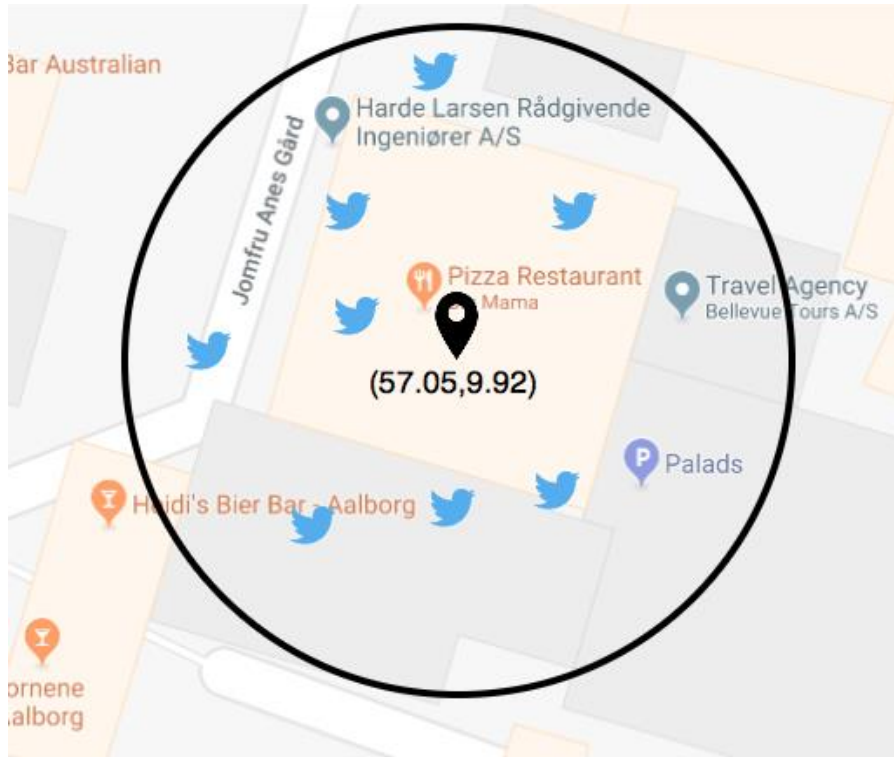 Bar Australian
Harde Larsen Rådgivende
Ingeniører A/S
Jomfru Anes Gård
Pizza Restaurant
Mama
Travel Agency
Bellevue Tours A/S
(57.05,9.92)
Palads
Heidi's Bier Bar - Aalborg
ornene
alborg